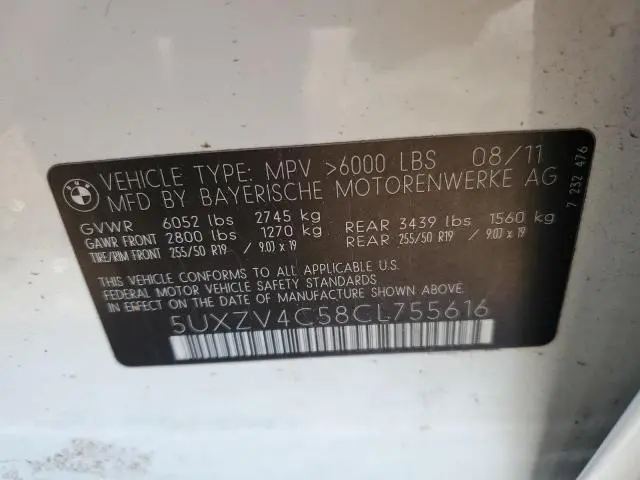 BMW
VEHICLE TYPE: MPV >6000 LBS 08/11
MFD BY BAYERISCHE MOTORENWERKE AG
GVWR 6052 lbs 2745 kg
GAWR FRONT 2800 lbs 1270 kg REAR 3439 lbs 1560 kg
TIRE/RIM FRONT 255/50 R19 / 9.0J x 19 REAR 255/50 R19 / 9.0J x 19
THIS VEHICLE CONFORMS TO ALL APPLICABLE
FEDERAL MOTOR VEHICLE SAFETY STANDARDS
IN EFFECT ON THE DATE OF MANUFACTURE SHOWN ABOVE.
5UXZV4C58CL755616
7 232 476